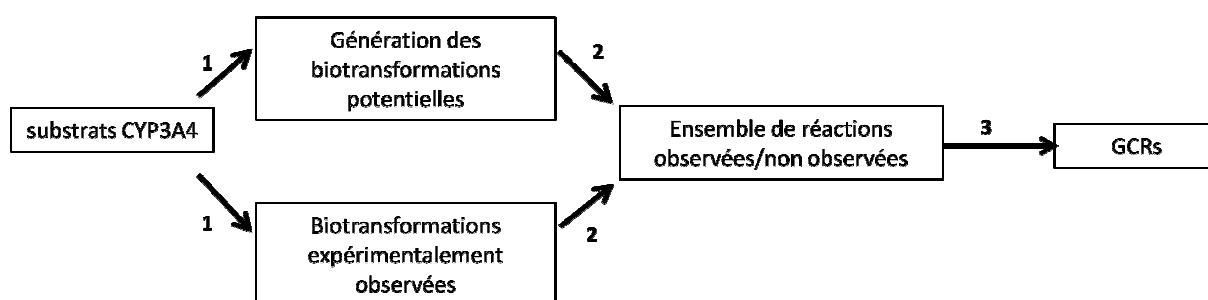 substrats CYP3A4
1
Génération des
biotransformations
potentielles
2
1
Biotransformations
expérimentalement
observées
2
Ensemble de réactions
observées/non observées
3
GCRs